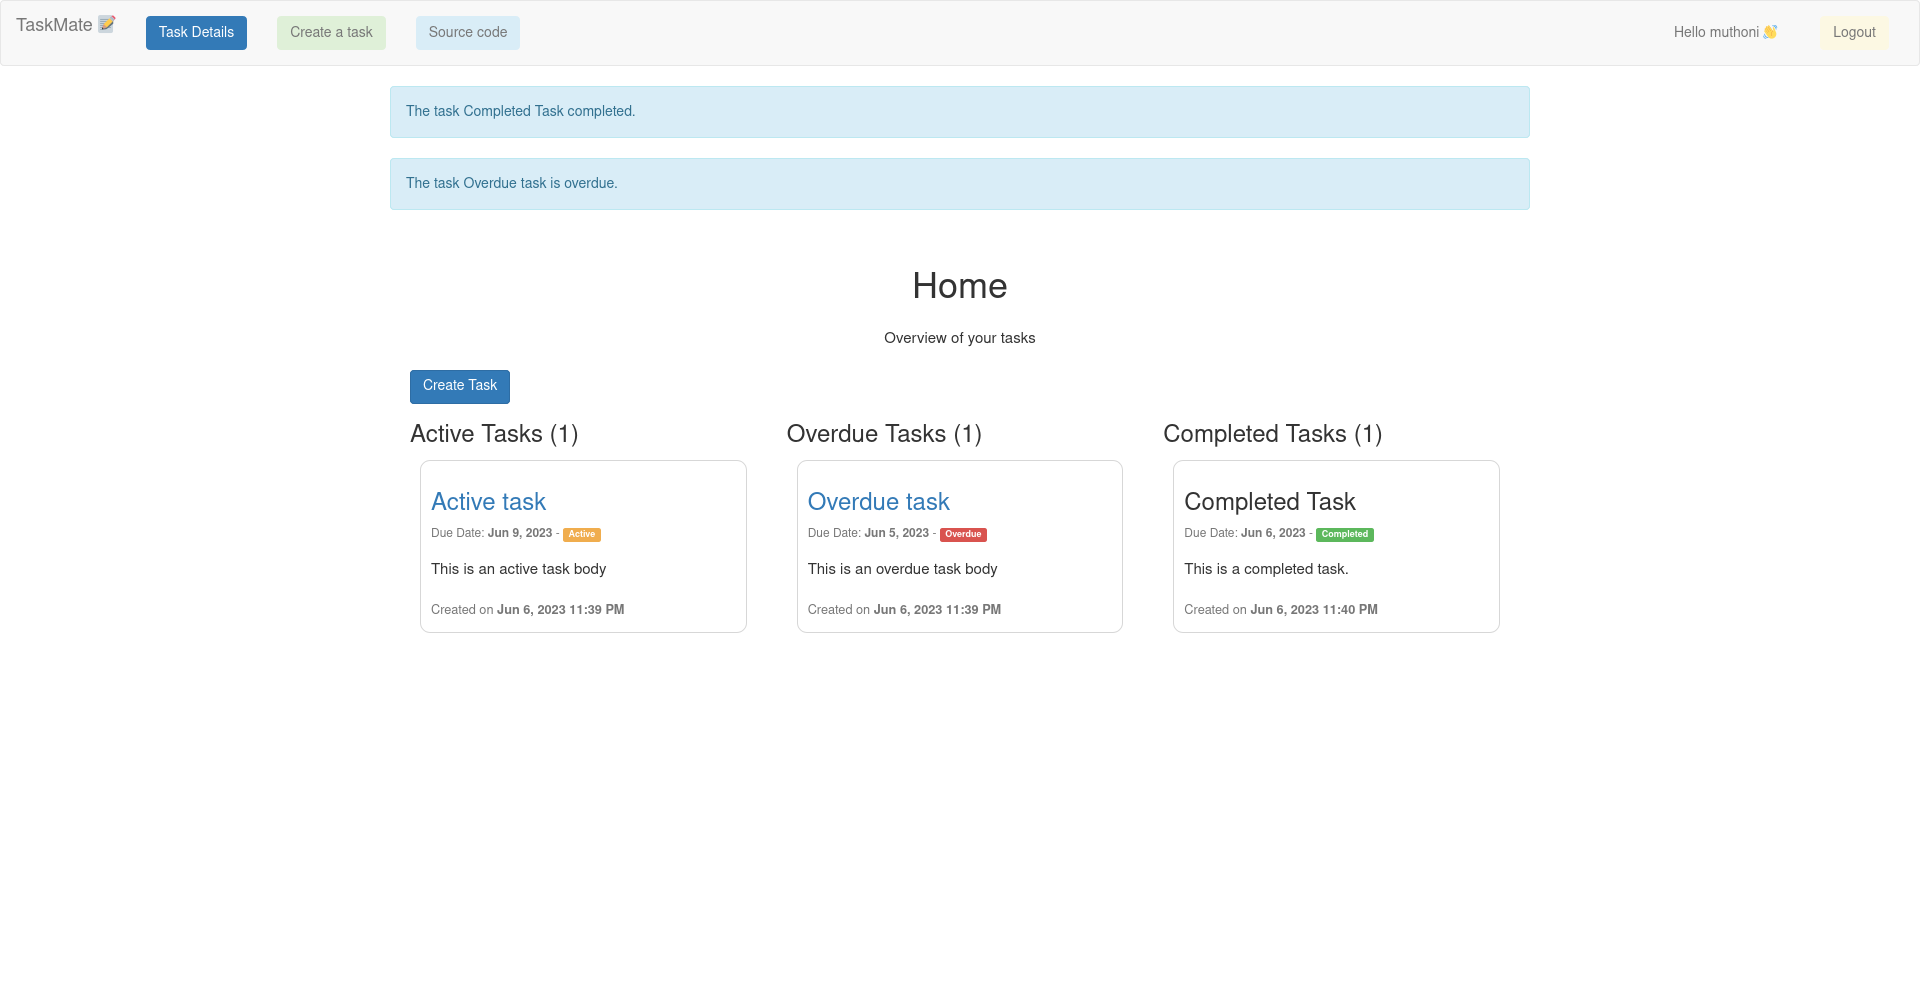 TaskMate 📝 Task Details Create a task Source code Hello muthoni 👋 Logout
The task Completed Task completed.
The task Overdue task is overdue.
Home
Overview of your tasks
Create Task
Active Tasks (1)
Active task
Due Date: Jun 9, 2023 - Active
This is an active task body
Created on Jun 6, 2023 11:39 PM
Overdue Tasks (1)
Overdue task
Due Date: Jun 5, 2023 - Overdue
This is an overdue task body
Created on Jun 6, 2023 11:39 PM
Completed Tasks (1)
Completed Task
Due Date: Jun 6, 2023 - Completed
This is a completed task.
Created on Jun 6, 2023 11:40 PM